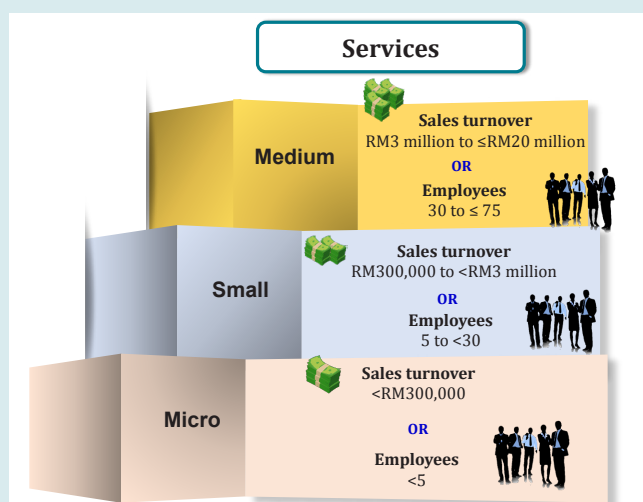 Services
Medium
Sales turnover
RM3 million to ≤RM20 million
OR
Employees
30 to ≤ 75
Small
Sales turnover
RM300,000 to <RM3 million
OR
Employees
5 to <30
Micro
Sales turnover
<RM300,000
OR
Employees
<5